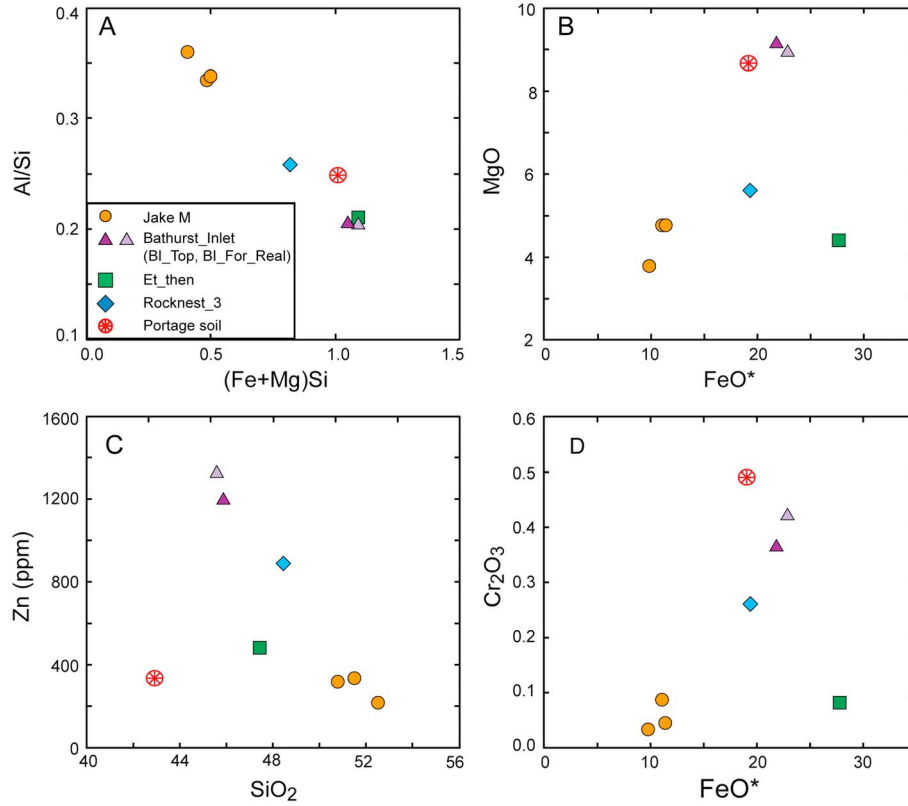 A
0.4
0.3
0.2
0.1
Al/Si
Jake M
Bathurst_Inlet
(BI_Top, BI_For_Real)
Et_then
Rocknest_3
Portage soil
0.0 0.5 1.0 1.5
(Fe+Mg)Si
B
10
8
6
4
2
MgO
0 10 20 30
FeO*
C
1600
1200
800
400
0
Zn (ppm)
40 44 48 52 56
SiO2
D
0.6
0.5
0.4
0.3
0.2
0.1
0.0
Cr2O3
0 10 20 30
FeO*